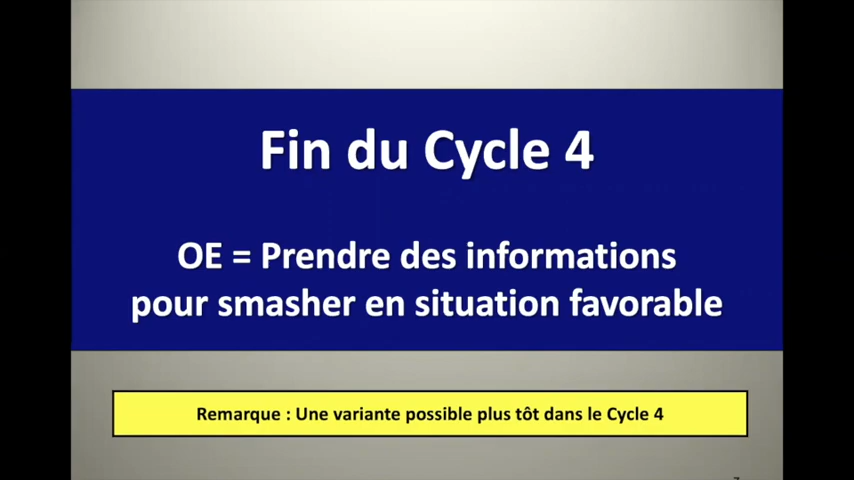 Fin du Cycle 4
OE = Prendre des informations
pour smasher en situation favorable
Remarque : Une variante possible plus tôt dans le Cycle 4